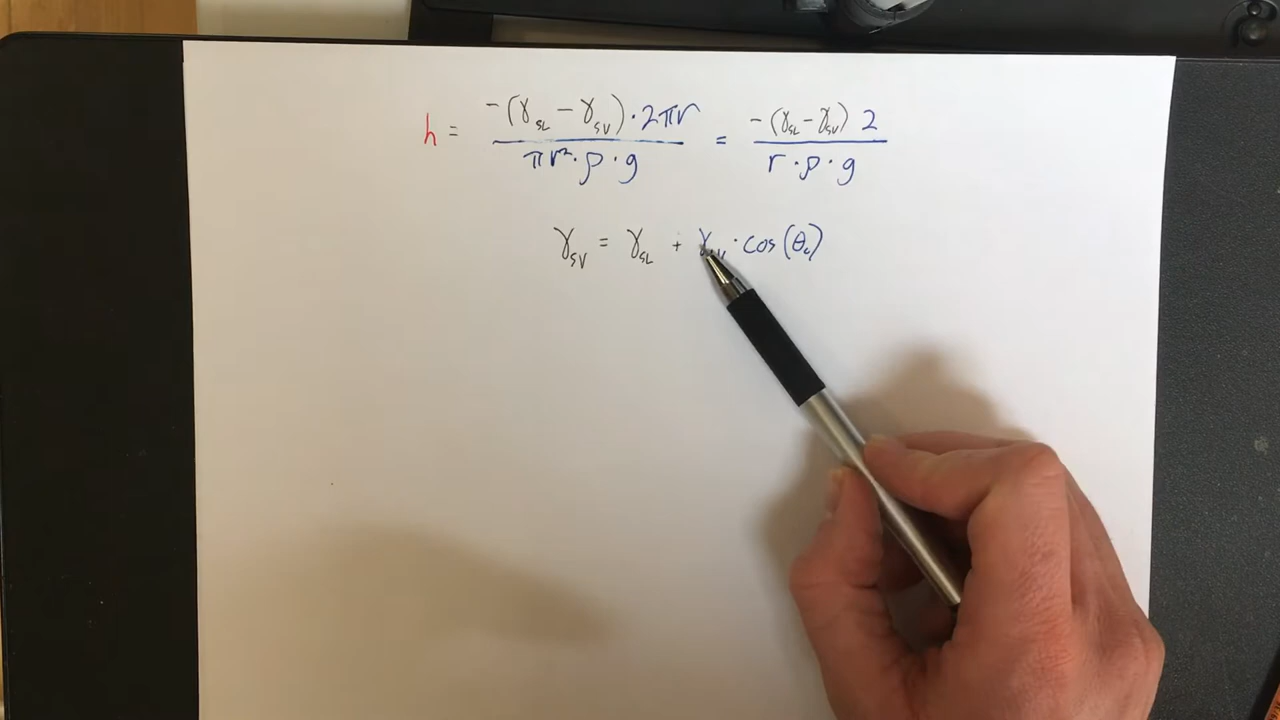 h = -(γSL - γSV) · 2πr / πr² · ρ · g = -(γSL - γSV) 2 / r · ρ · g
γSV = γSL + γLV · cos(θc)